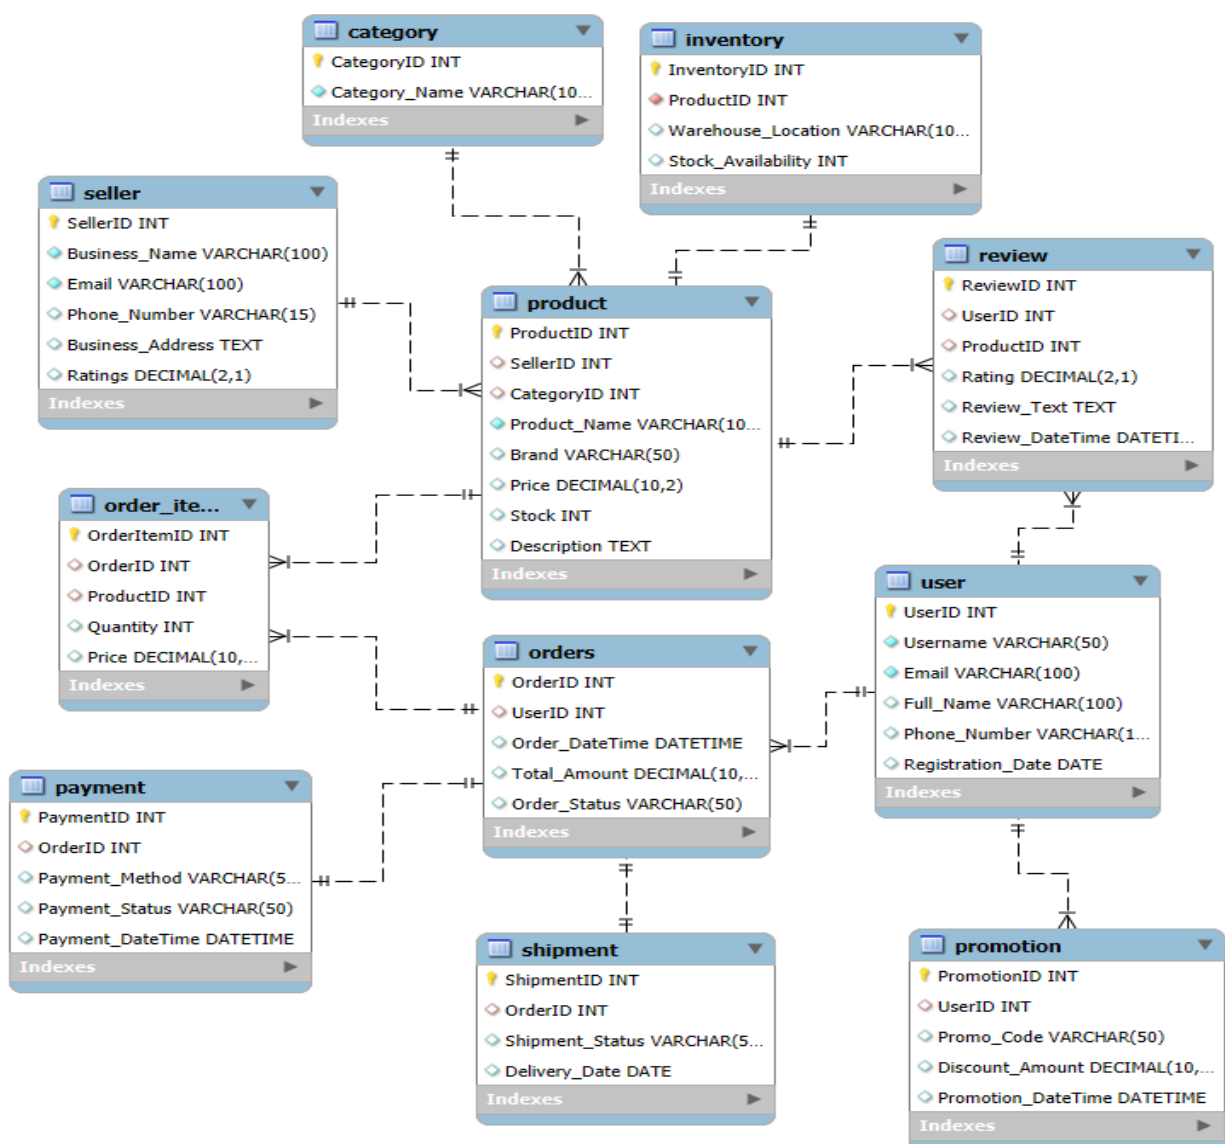 category
CategoryID INT
Category_Name VARCHAR(10...
Indexes
inventory
InventoryID INT
ProductID INT
Warehouse_Location VARCHAR(10...
Stock_Availability INT
Indexes
seller
SellerID INT
Business_Name VARCHAR(100)
Email VARCHAR(100)
Phone_Number VARCHAR(15)
Business_Address TEXT
Ratings DECIMAL(2,1)
Indexes
product
ProductID INT
SellerID INT
CategoryID INT
Product_Name VARCHAR(10...
Brand VARCHAR(50)
Price DECIMAL(10,2)
Stock INT
Description TEXT
Indexes
review
ReviewID INT
UserID INT
ProductID INT
Rating DECIMAL(2,1)
Review_Text TEXT
Review_DateTime DATETI...
Indexes
order_ite...
OrderItemID INT
OrderID INT
ProductID INT
Quantity INT
Price DECIMAL(10,...
Indexes
orders
OrderID INT
UserID INT
Order_DateTime DATETIME
Total_Amount DECIMAL(10,...
Order_Status VARCHAR(50)
Indexes
user
UserID INT
Username VARCHAR(50)
Email VARCHAR(100)
Full_Name VARCHAR(100)
Phone_Number VARCHAR(1...
Registration_Date DATE
Indexes
payment
PaymentID INT
OrderID INT
Payment_Method VARCHAR(5...
Payment_Status VARCHAR(50)
Payment_DateTime DATETIME
Indexes
shipment
ShipmentID INT
OrderID INT
Shipment_Status VARCHAR(5...
Delivery_Date DATE
Indexes
promotion
PromotionID INT
UserID INT
Promo_Code VARCHAR(50)
Discount_Amount DECIMAL(10,...
Promotion_DateTime DATETIME
Indexes